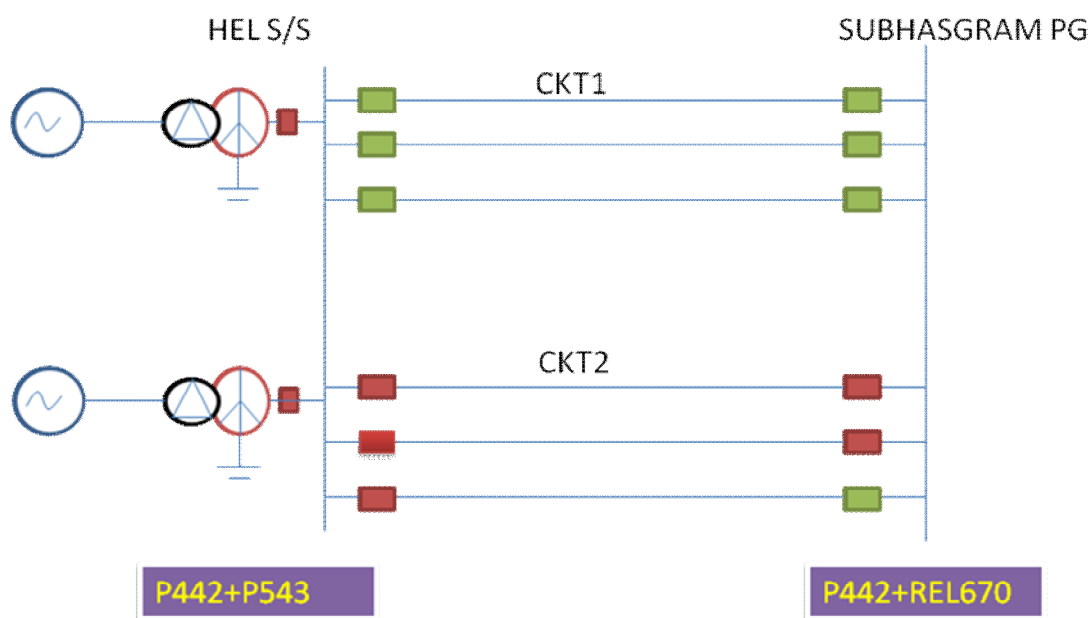 HEL S/S
SUBHASGRAM PG
CKT1
CKT2
P442+P543
P442+REL670